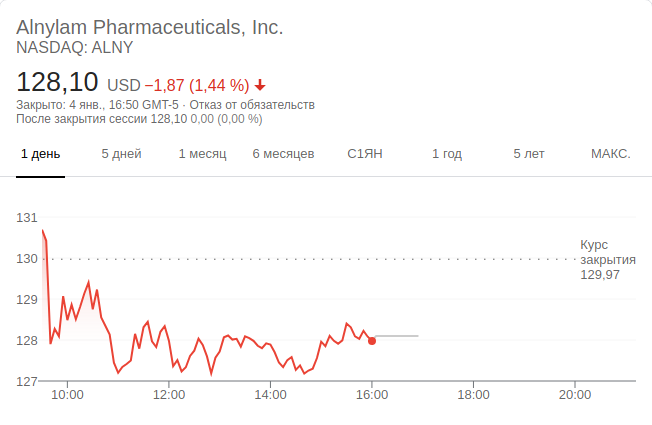 Alnylam Pharmaceuticals, Inc.
NASDAQ: ALNY
128,10 USD −1,87 (1,44 %)
Закрыто: 4 янв., 16:50 GMT-5 · Отказ от обязательств
После закрытия сессии 128,10 0,00 (0,00 %)
1 день 5 дней 1 месяц 6 месяцев С1ЯН 1 год 5 лет МАКС.
131
130
129
128
127
Курс
закрытия
129,97
10:00 12:00 14:00 16:00 18:00 20:00